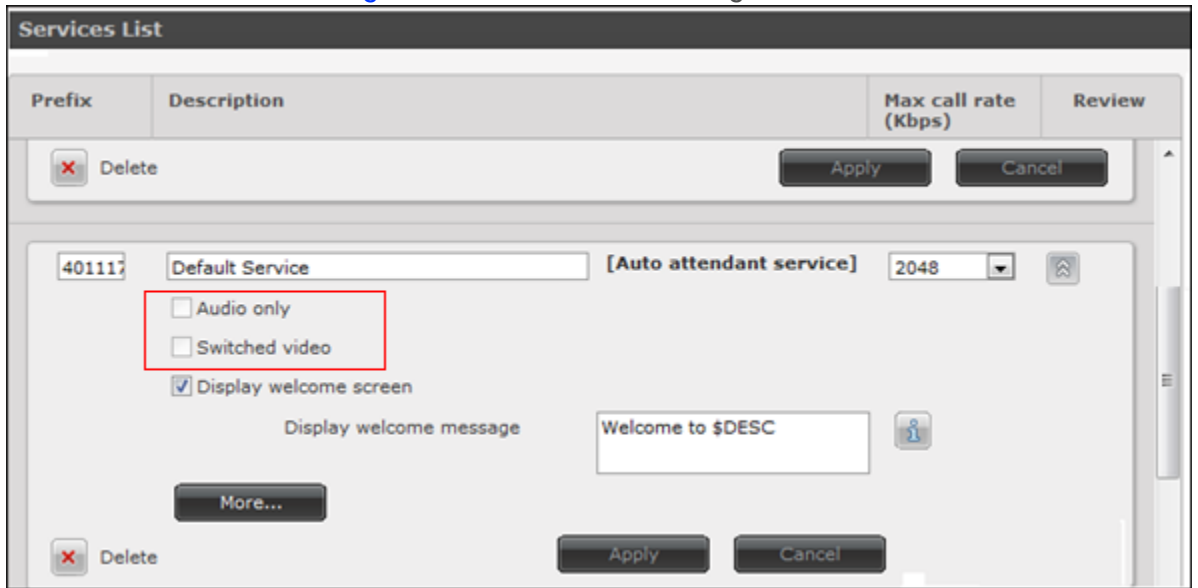 Services List
Prefix Description Max call rate (Kbps) Review
Delete Apply Cancel
401117 Default Service [Auto attendant service] 2048
Audio only
Switched video
Display welcome screen
Display welcome message Welcome to $DESC
More...
Delete Apply Cancel